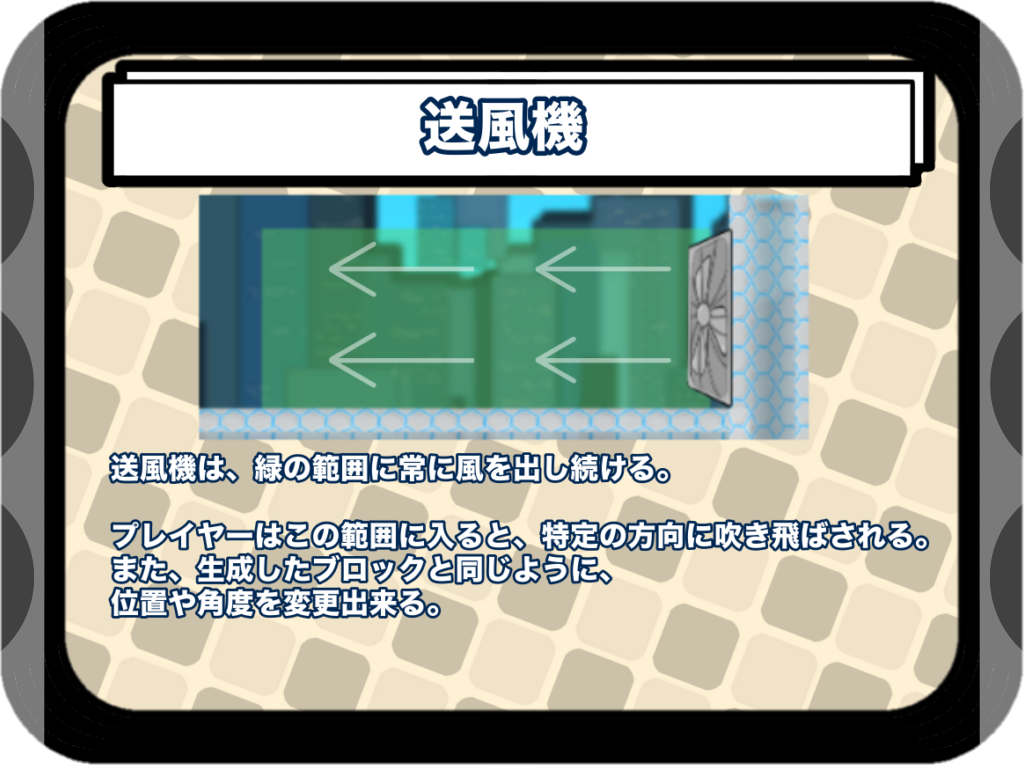 送風機
送風機は、緑の範囲に常に風を出し続ける。
プレイヤーはこの範囲に入ると、特定の方向に吹き飛ばされる。
また、生成したブロックと同じように、
位置や角度を変更出来る。